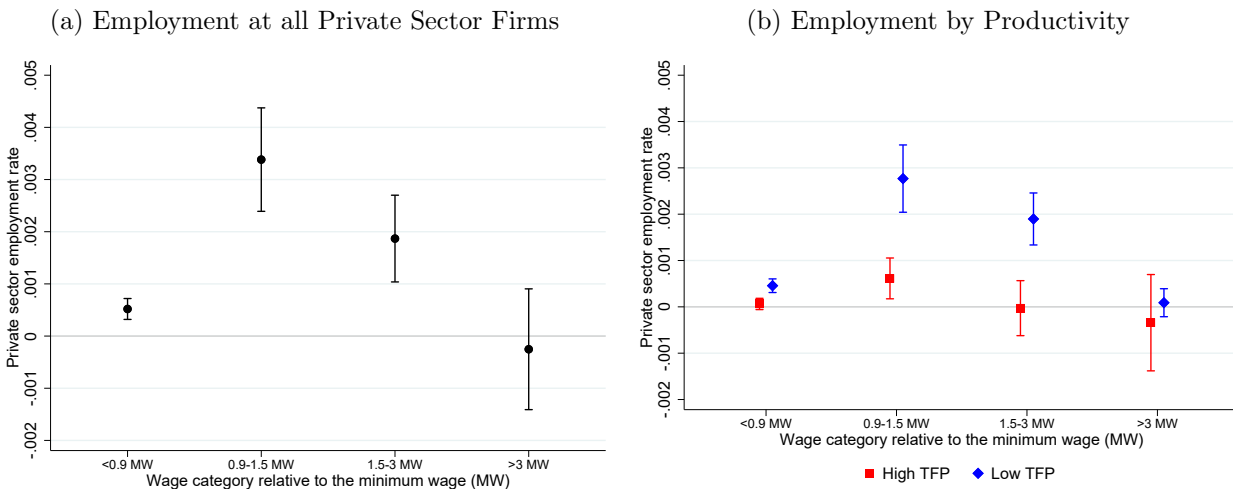 (a) Employment at all Private Sector Firms
Private sector employment rate
.005
.004
.003
.002
.001
0
-.001
-.002
<0.9 MW
0.9-1.5 MW
1.5-3 MW
>3 MW
Wage category relative to the minimum wage (MW)
(b) Employment by Productivity
Private sector employment rate
.005
.004
.003
.002
.001
0
-.001
-.002
<0.9 MW
0.9-1.5 MW
1.5-3 MW
>3 MW
Wage category relative to the minimum wage (MW)
High TFP
Low TFP